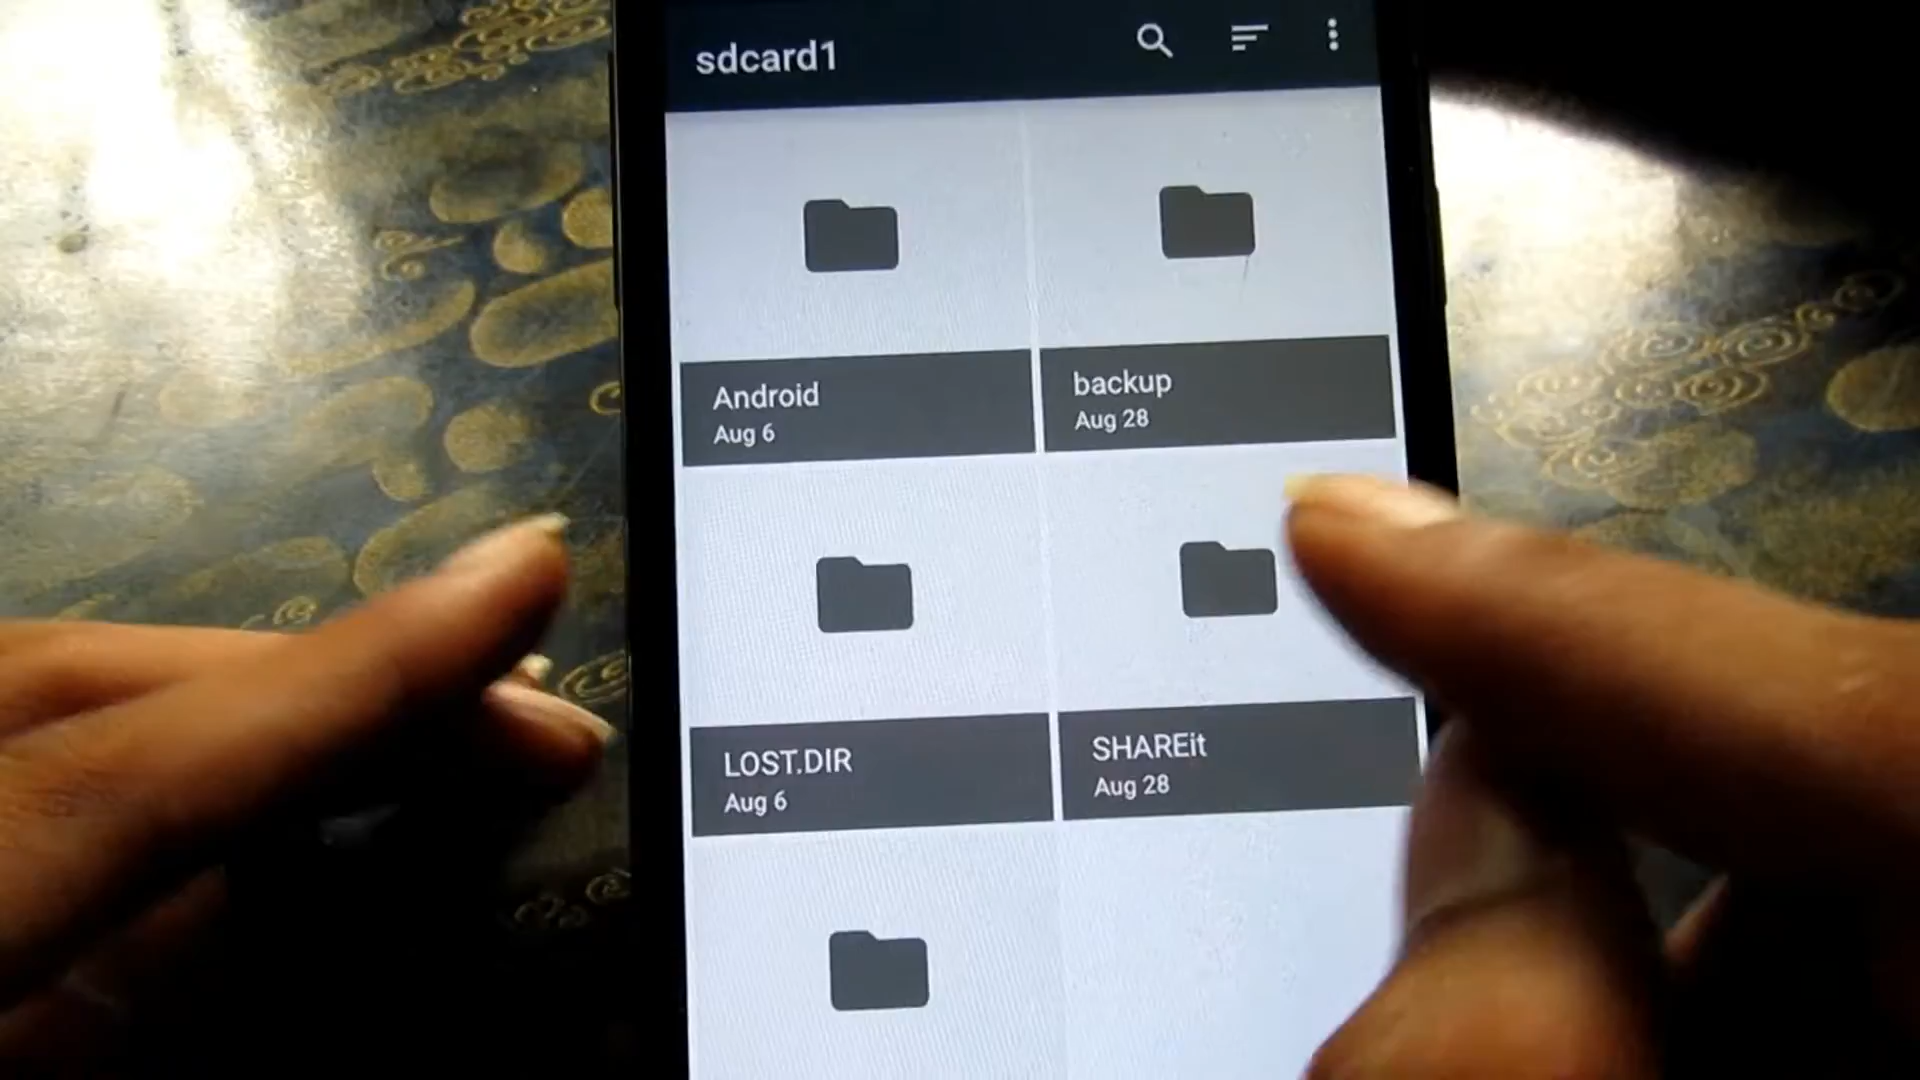 sdcard1
Android
Aug 6
backup
Aug 28
LOST.DIR
Aug 6
SHAREit
Aug 28